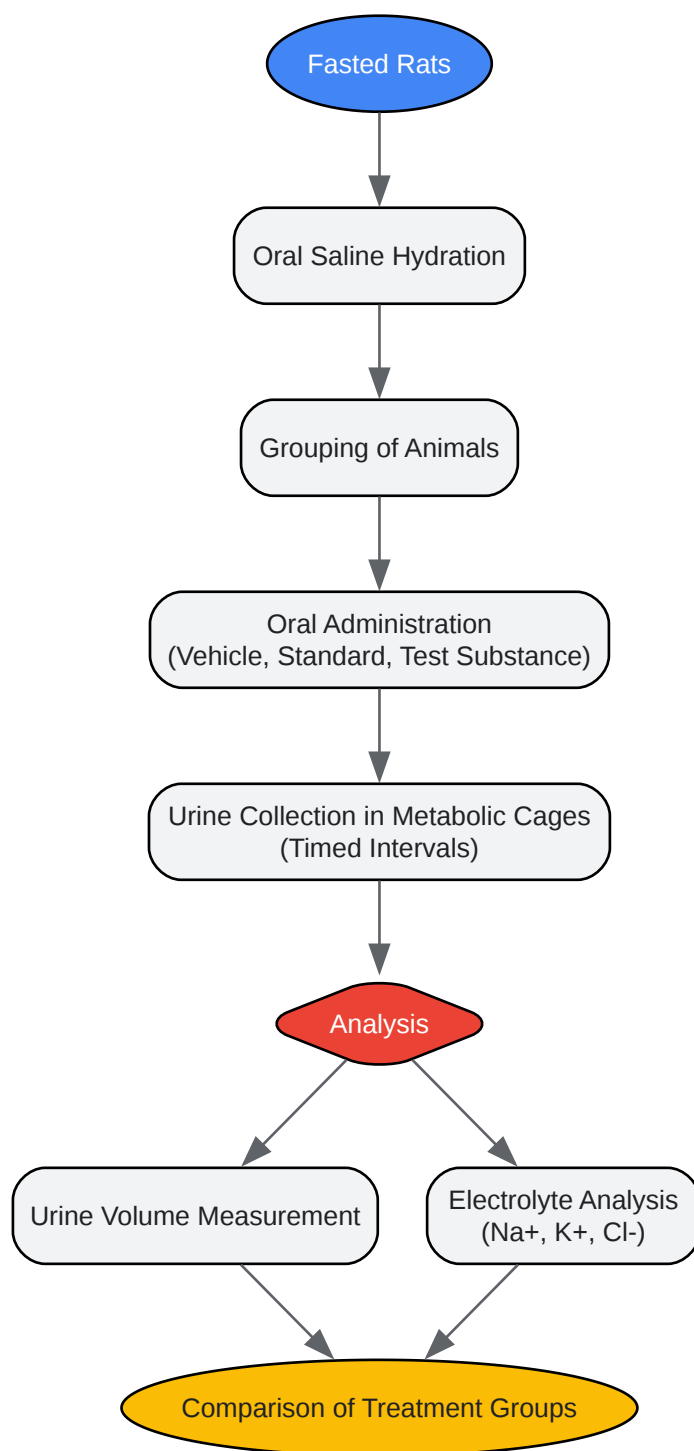 Fasted Rats
Oral Saline Hydration
Grouping of Animals
Oral Administration
(Vehicle, Standard, Test Substance)
Urine Collection in Metabolic Cages
(Timed Intervals)
Analysis
Urine Volume Measurement
Electrolyte Analysis
(Na+, K+, Cl-)
Comparison of Treatment Groups